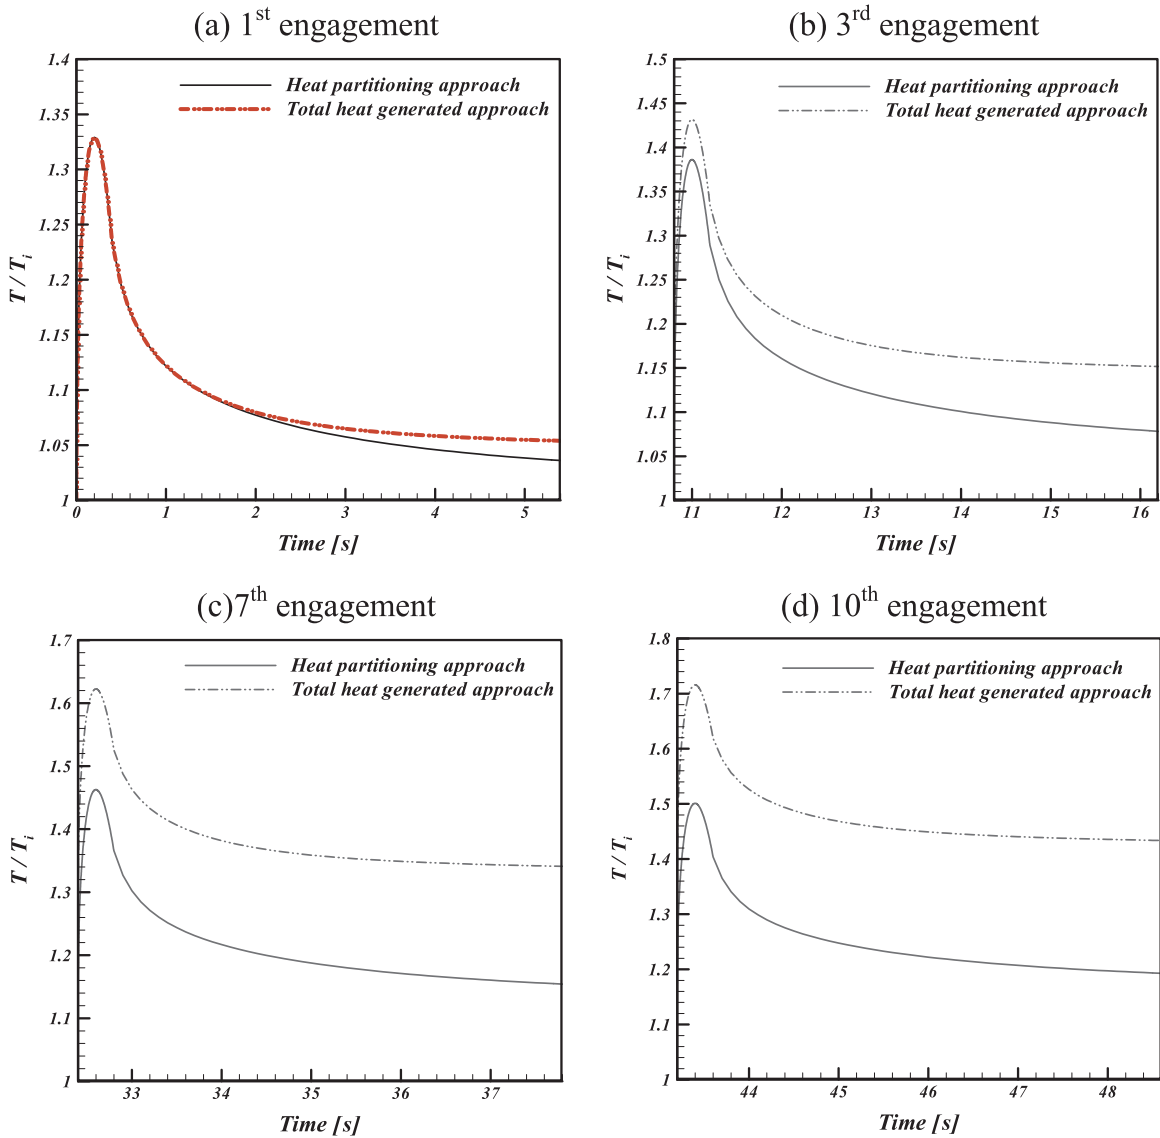 (a) 1st engagement
1.4
1.35
1.3
1.25
1.2
1.15
1.1
1.05
1
T / Ti
Heat partitioning approach
Total heat generated approach
0 1 2 3 4 5
Time [s]
(b) 3rd engagement
1.5
1.45
1.4
1.35
1.3
1.25
1.2
1.15
1.1
1.05
1
T / Ti
Heat partitioning approach
Total heat generated approach
11 12 13 14 15 16
Time [s]
(c)7th engagement
1.7
1.6
1.5
1.4
1.3
1.2
1.1
1
T / Ti
Heat partitioning approach
Total heat generated approach
33 34 35 36 37
Time [s]
(d) 10th engagement
1.8
1.7
1.6
1.5
1.4
1.3
1.2
1.1
1
T / Ti
Heat partitioning approach
Total heat generated approach
44 45 46 47 48
Time [s]